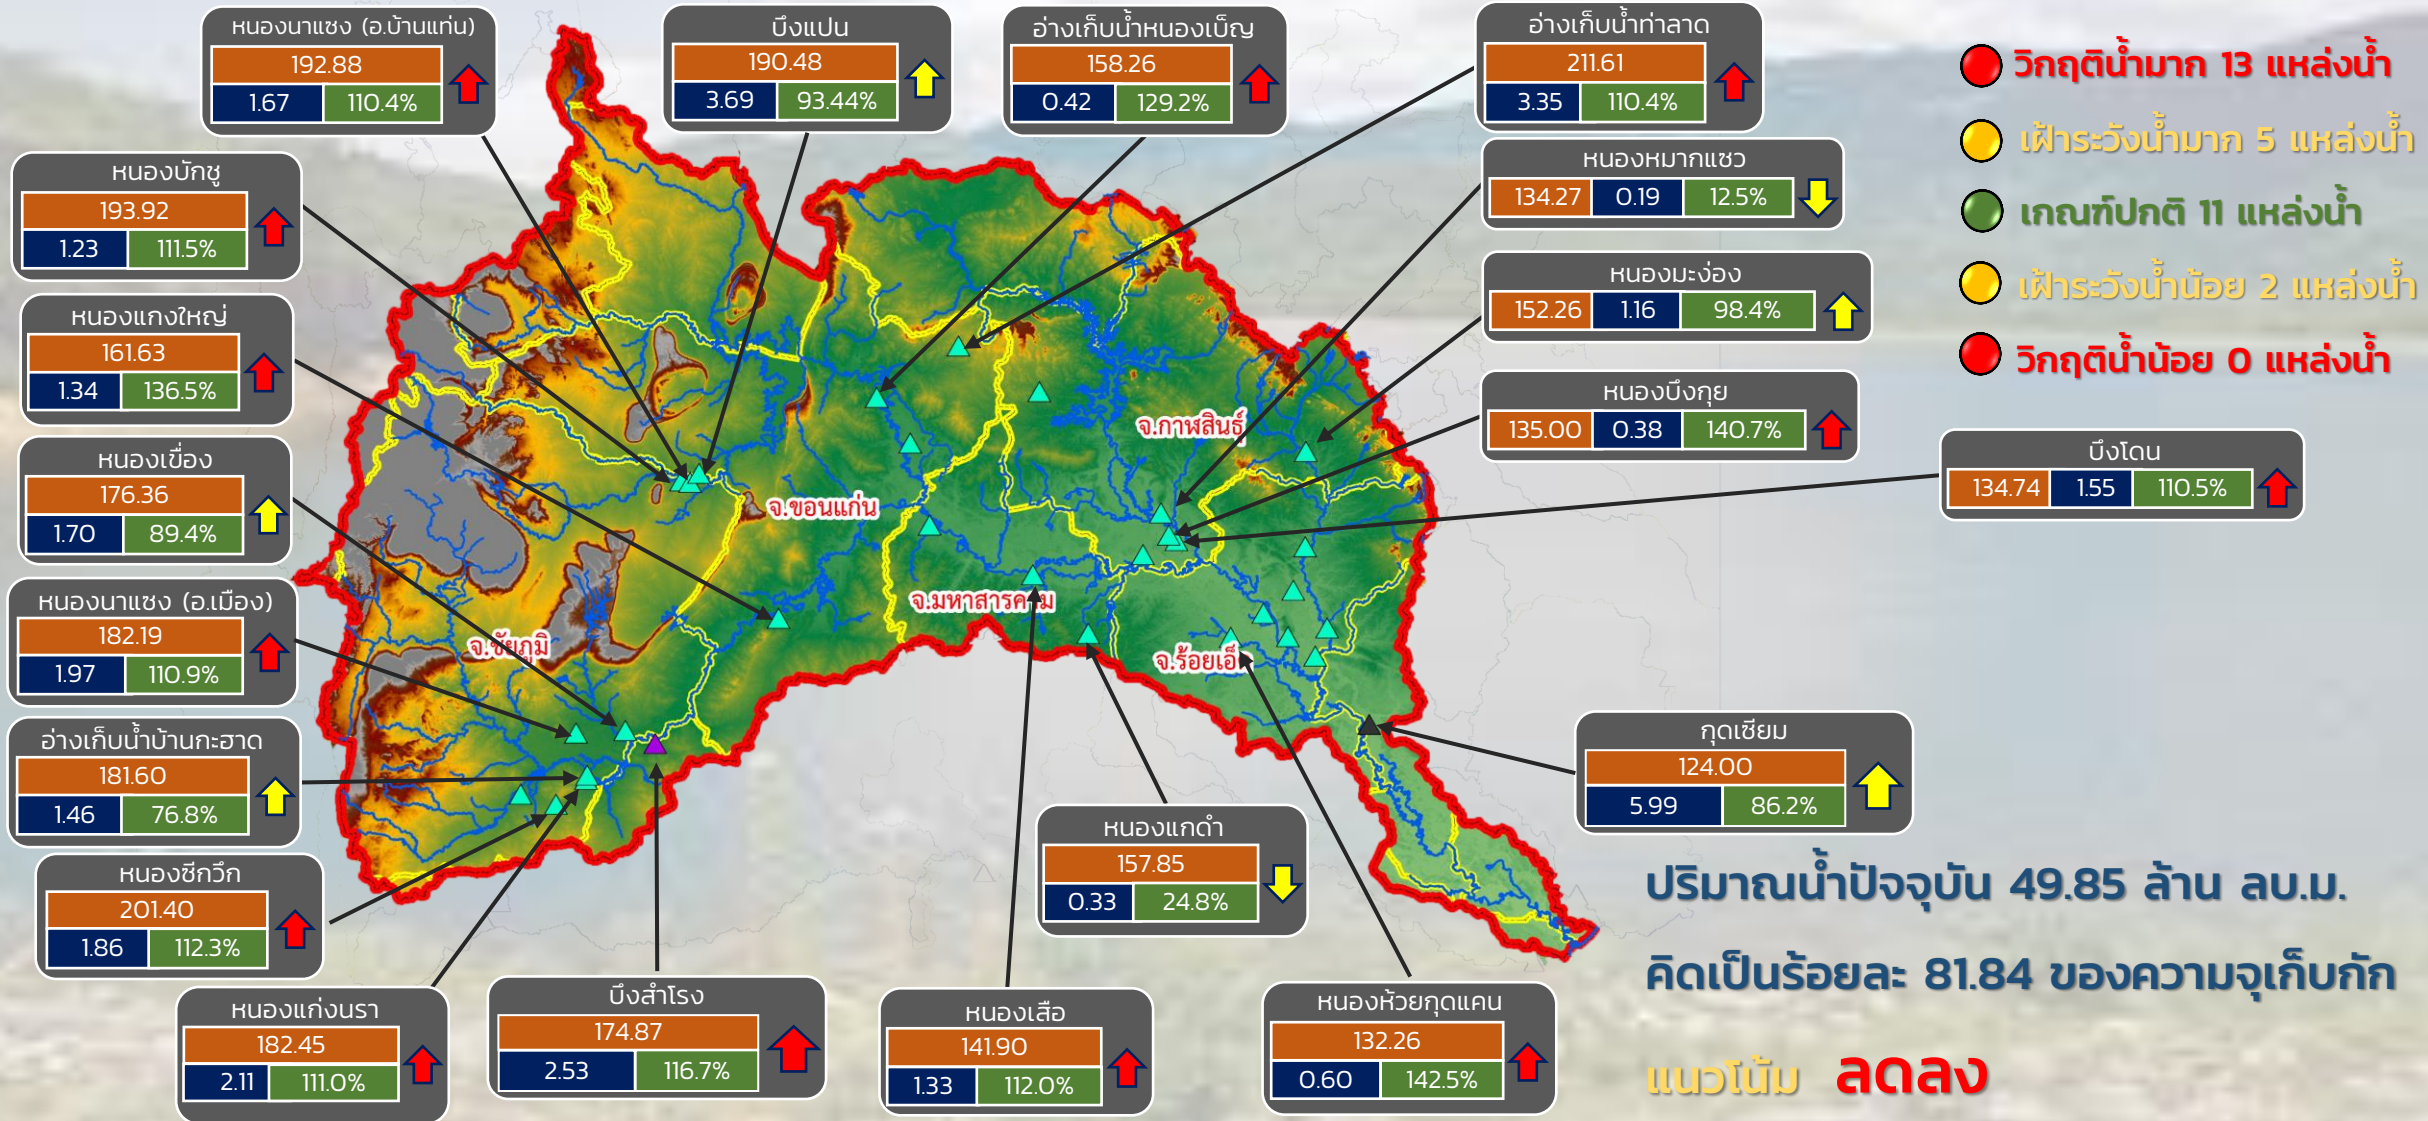 หนองนาแซง (อ.บ้านแท่น)
192.88
1.67 110.4%
บึงแปน
190.48
3.69 93.44%
อ่างเก็บน้ำหนองเบ็ญ
158.26
0.42 129.2%
อ่างเก็บน้ำท่าลาด
211.61
3.35 110.4%
วิกฤติน้ำมาก 13 แหล่งน้ำ
เฝ้าระวังน้ำมาก 5 แหล่งน้ำ
เกณฑ์ปกติ 11 แหล่งน้ำ
เฝ้าระวังน้ำน้อย 2 แหล่งน้ำ
วิกฤติน้ำน้อย 0 แหล่งน้ำ
หนองบักชู
193.92
1.23 111.5%
หนองหมากแซว
134.27 0.19 12.5%
หนองมะง่อง
152.26 1.16 98.4%
หนองแกงใหญ่
161.63
1.34 136.5%
หนองบึงกุย
135.00 0.38 140.7%
บึงโดน
134.74 1.55 110.5%
หนองเขื่อง
176.36
1.70 89.4%
หนองนาแซง (อ.เมือง)
182.19
1.97 110.9%
อ่างเก็บน้ำบ้านกะฮาด
181.60
1.46 76.8%
หนองซีกวึก
201.40
1.86 112.3%
หนองแก่งนรา
182.45
2.11 111.0%
บึงสำโรง
174.87
2.53 116.7%
หนองเสือ
141.90
1.33 112.0%
หนองแกดำ
157.85
0.33 24.8%
หนองห้วยกุดแคน
132.26
0.60 142.5%
กุดเซียม
124.00
5.99 86.2%
จ.กาฬสินธุ์
จ.ขอนแก่น
จ.มหาสารคาม
จ.ชัยภูมิ
จ.ร้อยเอ็ด
ปริมาณน้ำปัจจุบัน 49.85 ล้าน ลบ.ม.
คิดเป็นร้อยละ 81.84 ของความจุเก็บกัก
แนวโน้ม ลดลง